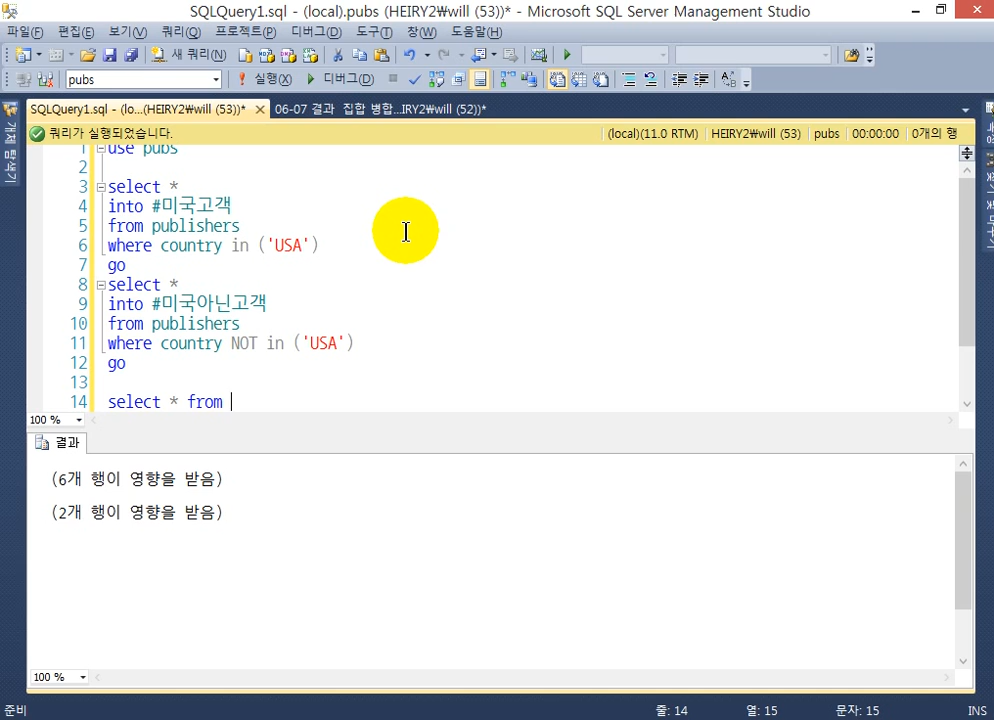 SQLQuery1.sql - (local).pubs (HEIRY2\will (53))* - Microsoft SQL Server Management Studio
파일(F) 편집(E) 보기(V) 쿼리(Q) 프로젝트(P) 디버그(D) 도구(T) 창(W) 도움말(H)
새 쿼리(N)
pubs 실행(X) 디버그(D)
SQLQuery1.sql - (lo...(HEIRY2₩will (53))* 06-07 결과 집합 병합...IRY2₩will (52))*
개체 탐색기
쿼리가 실행되었습니다. (local)(11.0 RTM) HEIRY2₩will (53) pubs 00:00:00 0개의 행
1 use pubs
2
3 select *
4 into #미국고객
5 from publishers
6 where country in ('USA')
7 go
8 select *
9 into #미국아닌고객
10 from publishers
11 where country NOT in ('USA')
12 go
13
14 select * from
100 %
결과
(6개 행이 영향을 받음)
(2개 행이 영향을 받음)
100 %
준비 줄: 14 열: 15 문자: 15 INS